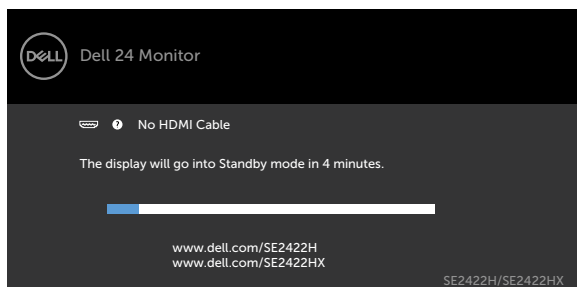 DELL
Dell 24 Monitor
? No HDMI Cable
The display will go into Standby mode in 4 minutes.
www.dell.com/SE2422H
www.dell.com/SE2422HX
SE2422H/SE2422HX